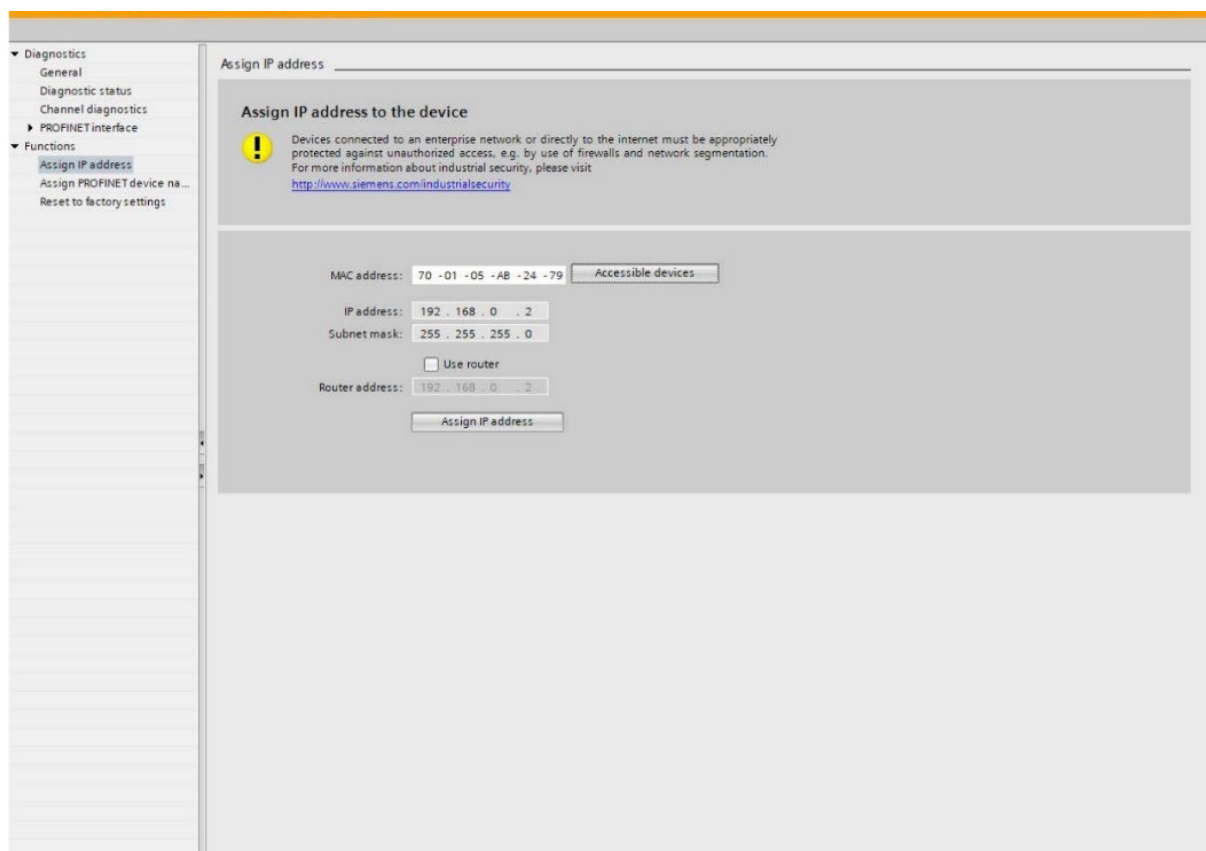 Diagnostics
General
Diagnostic status
Channel diagnostics
PROFINET interface
Functions
Assign IP address
Assign PROFINET device na...
Reset to factory settings
Assign IP address
Assign IP address to the device
Devices connected to an enterprise network or directly to the internet must be appropriately
protected against unauthorized access, e.g. by use of firewalls and network segmentation.
For more information about industrial security, please visit
http://www.siemens.com/industrialsecurity
MAC address: 70 -01 -05 -AB -24 -79 Accessible devices
IP address: 192 . 168 . 0 . 2
Subnet mask: 255 . 255 . 255 . 0
Use router
Router address: 192 . 168 . 0 . 2
Assign IP address